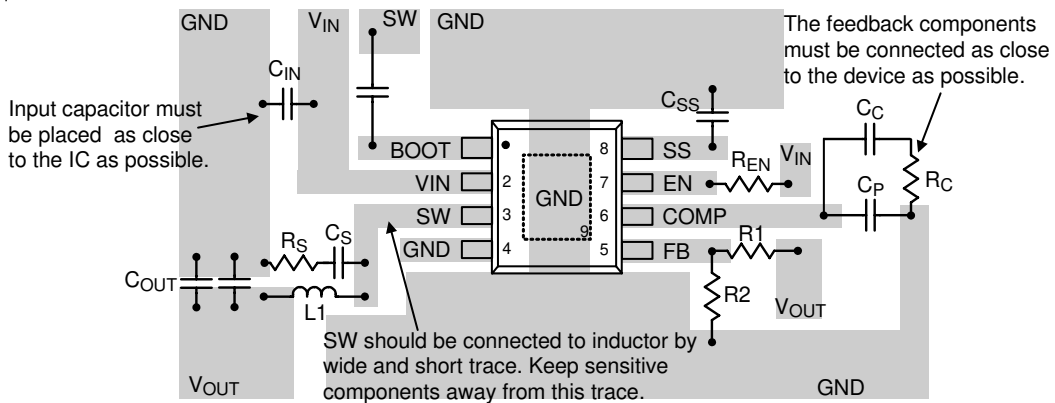 GND
VIN
SW
GND
The feedback components
must be connected as close
to the device as possible.
CIN
Input capacitor must
be placed as close
to the IC as possible.
CSS
CC
BOOT
8
SS
REN
VIN
VIN
2
GND
7
EN
CP
RC
SW
3
6
COMP
9
GND
4
5
FB
R1
RS
CS
COUT
L1
R2
VOUT
SW should be connected to inductor by
wide and short trace. Keep sensitive
components away from this trace.
VOUT
GND